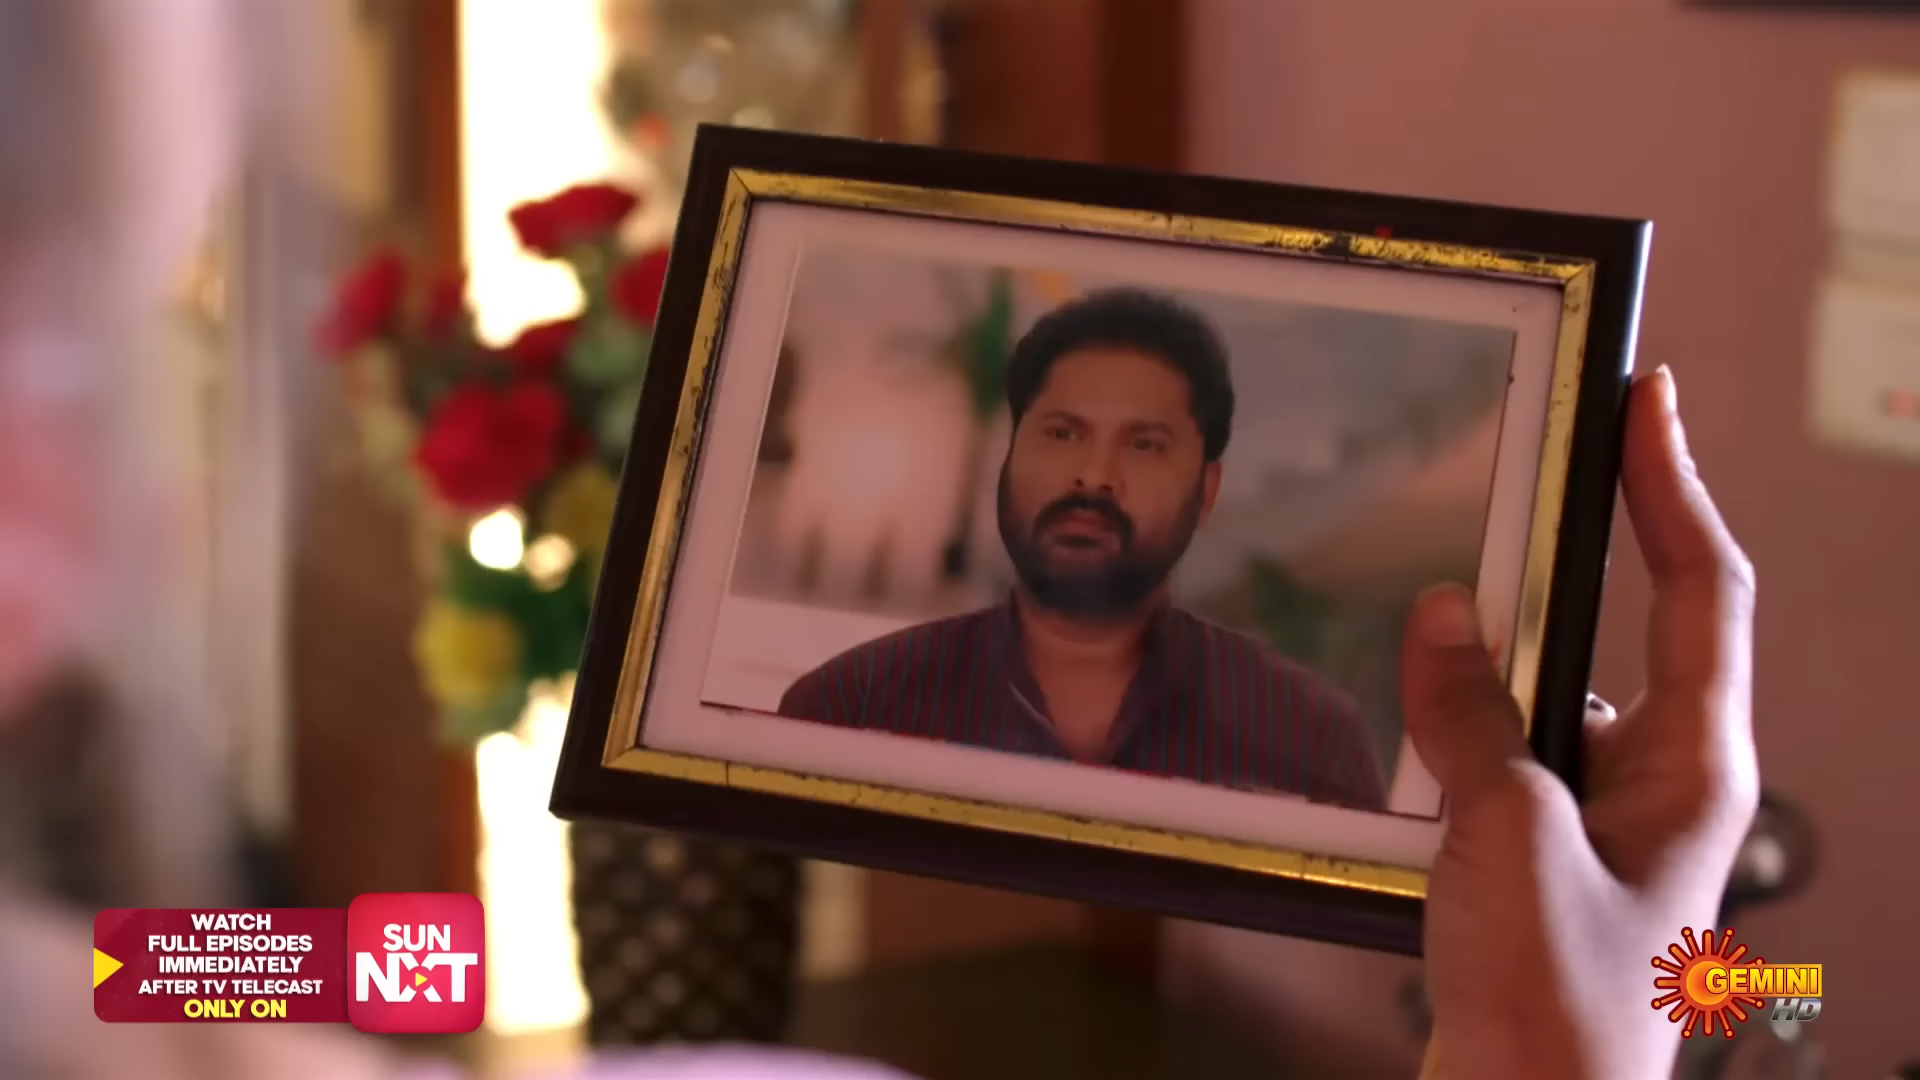 WATCH
FULL EPISODES
IMMEDIATELY
AFTER TV TELECAST
ONLY ON
SUN
NXT
GEMINI
HD